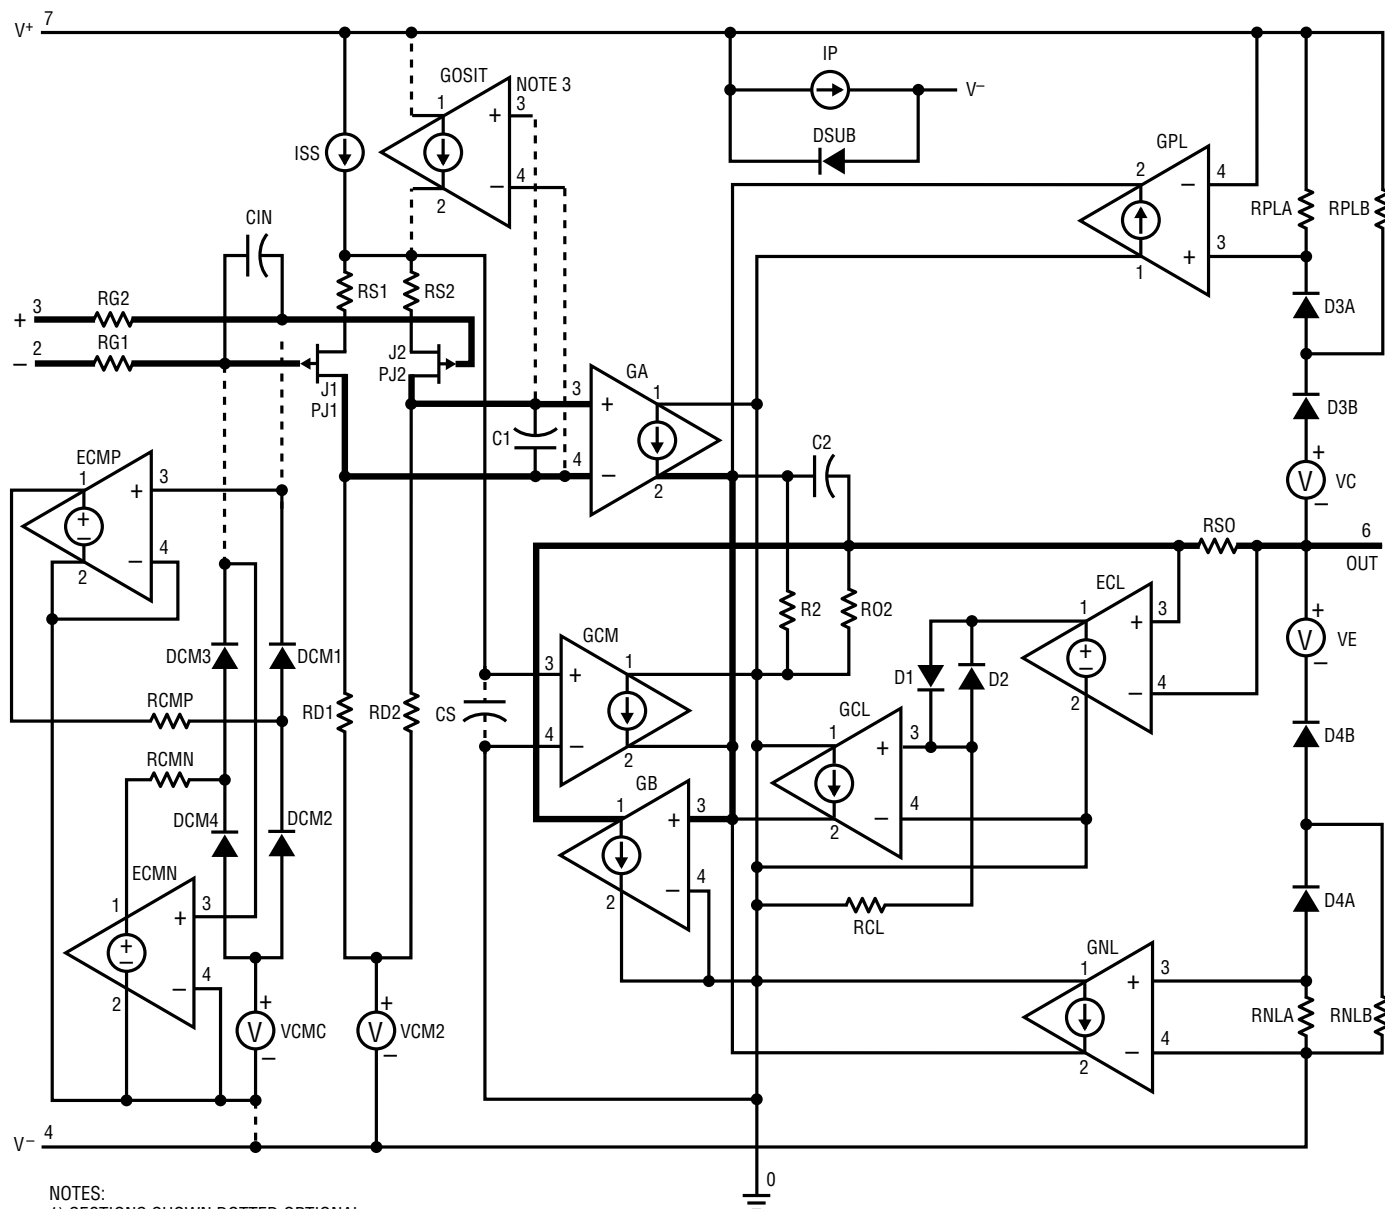 V+ 7
IP
GOSIT
NOTE 3
1
3
+
V−
ISS
DSUB
GPL
2
4
−
4
−
2
RPLA
RPLB
CIN
3
+
1
RS1
RS2
D3A
+ 3
RG2
− 2
RG1
J2
PJ2
J1
PJ1
GA
3
+
1
D3B
C1
C2
ECMP
1
3
+
4
−
2
+
V
VC
−
+
−
4
−
2
RSO
6
OUT
ECL
1
3
+
R2
RO2
GCM
+
V
VE
−
DCM3
DCM1
3
+
1
D1
D2
+
−
4
−
2
RCMP
RD1
RD2
CS
GCL
1
3
+
4
−
2
D4B
RCMN
GB
1
3
+
4
−
2
DCM4
DCM2
ECMN
1
3
+
4
−
2
D4A
+
−
4
−
2
RCL
GNL
1
3
+
+
V
VCMC
−
+
V
VCM2
−
RNLA
RNLB
4
−
2
V− 4
0
NOTES: